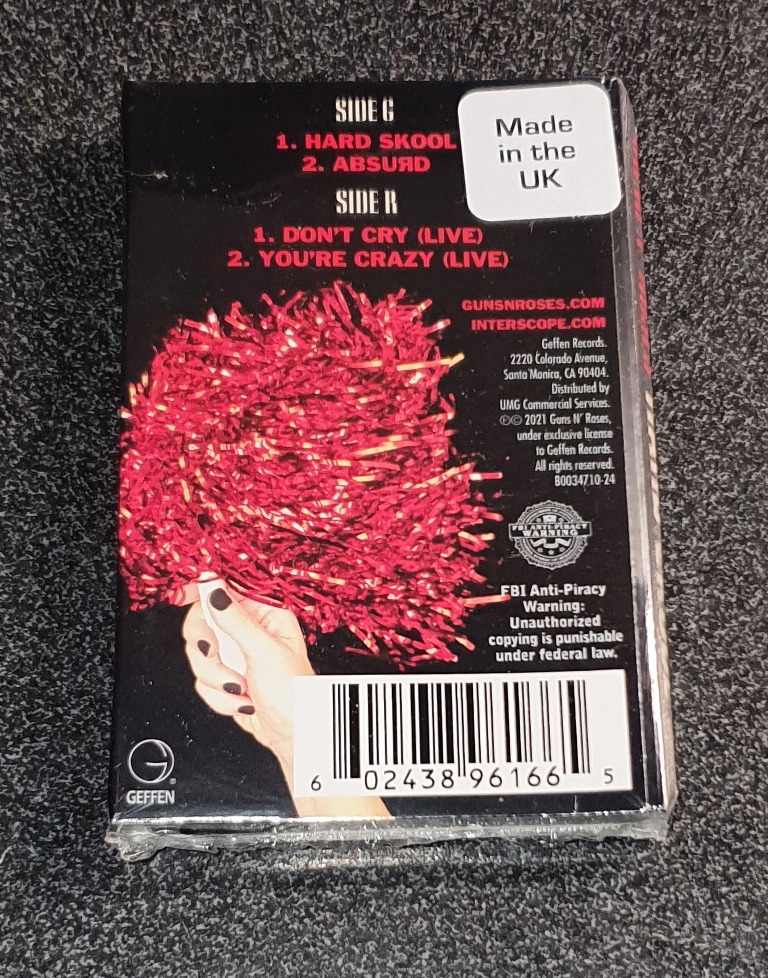 SIDE G
1. HARD SKOOL
2. ABSUЯD
SIDE R
1. DON'T CRY (LIVE)
2. YOU'RE CRAZY (LIVE)
Made
in the
UK
GUNSNROSES.COM
INTERSCOPE.COM
Geffen Records.
2220 Colorado Avenue,
Santa Monica, CA 90404.
Distributed by
UMG Commercial Services.
℗© 2021 Guns N' Roses,
under exclusive license
to Geffen Records.
All rights reserved.
B0034710-24
FBI ANTI-PIRACY
WARNING
FBI Anti-Piracy
Warning:
Unauthorized
copying is punishable
under federal law.
6 02438 96166 5
GEFFEN®